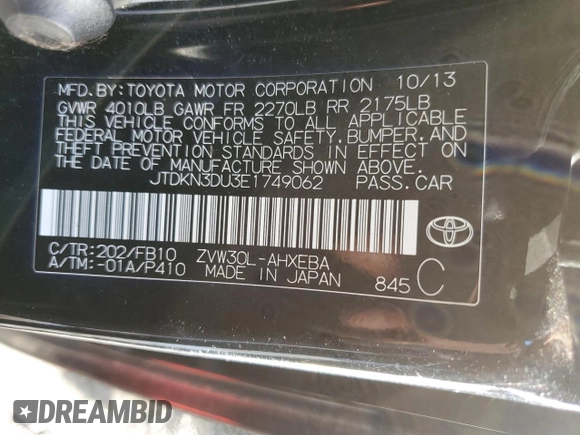 MFD. BY: TOYOTA MOTOR CORPORATION 10/13
GVWR 4010LB GAWR FR 2270LB RR 2175LB
THIS VEHICLE CONFORMS TO ALL APPLICABLE
FEDERAL MOTOR VEHICLE SAFETY, BUMPER, AND
THEFT PREVENTION STANDARDS IN EFFECT ON
THE DATE OF MANUFACTURE SHOWN ABOVE.
JTDKN3DU3E1749062 PASS. CAR
C/TR: 202/FB10 ZVW30L-AHXEBA
A/TM: -01A/P410 MADE IN JAPAN 845 C
DREAMBID